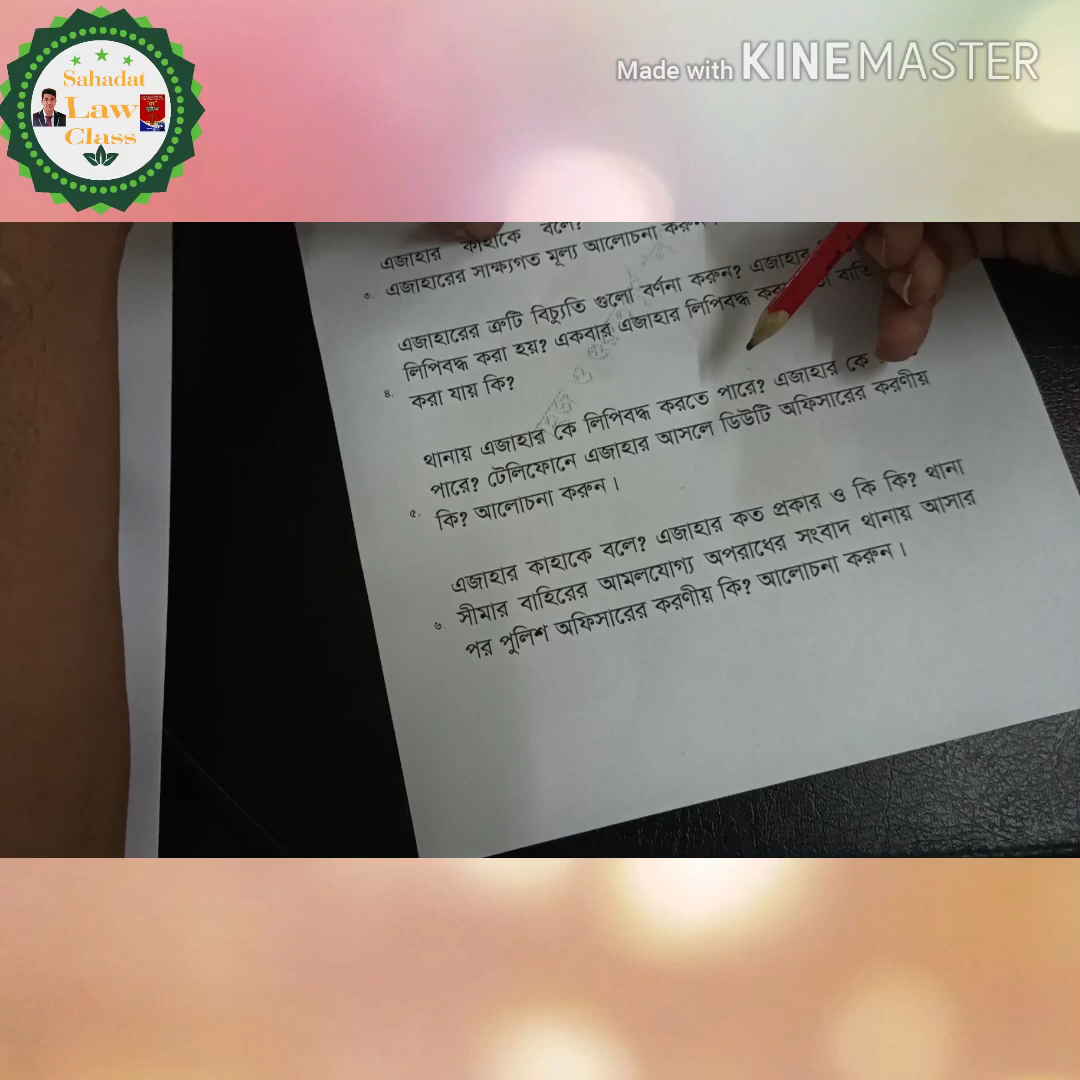 Sahadat
Law
Class
Made with KINEMASTER
এজাহার কাহাকে বলে?
৩. এজাহারের সাক্ষ্যগত মূল্য আলোচনা করুন।
এজাহারের ত্রুটি বিচ্যুতি গুলো বর্ণনা করুন? এজাহার
লিপিবদ্ধ করা হয়? একবার এজাহার লিপিবদ্ধ
৪. করা যায় কি?
থানায় এজাহার কে লিপিবদ্ধ করতে পারে? এজাহার কে
পারে? টেলিফোনে এজাহার আসলে ডিউটি অফিসারের করণীয়
৫. কি? আলোচনা করুন।
এজাহার কাহাকে বলে? এজাহার কত প্রকার ও কি কি? থানা
সীমার বাহিরের আমলযোগ্য অপরাধের সংবাদ থানায় আসার
৬. পর পুলিশ অফিসারের করণীয় কি? আলোচনা করুন।